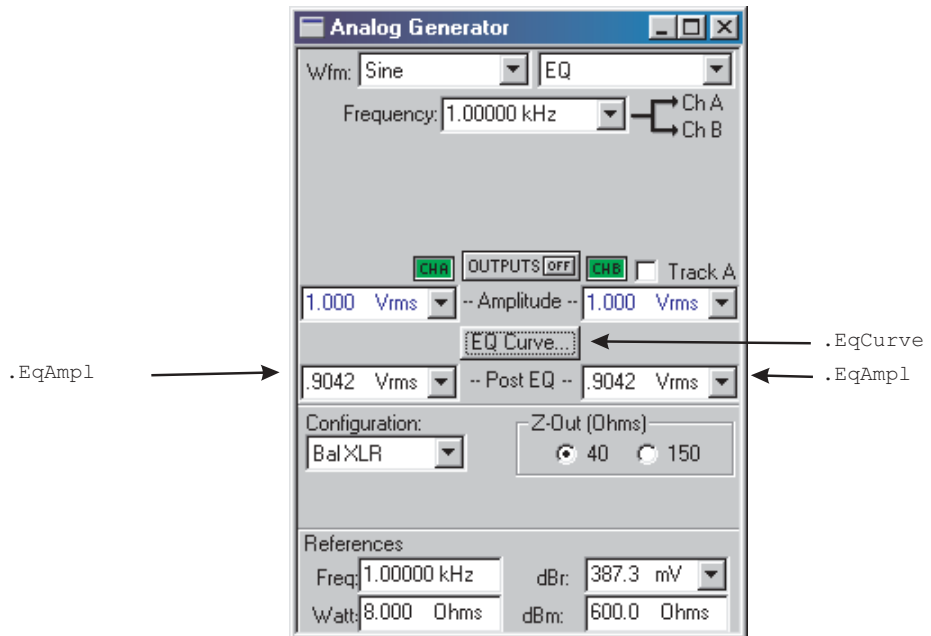 Analog Generator
Wfm: Sine EQ
Frequency: 1.00000 kHz Ch A
Ch B
CHA OUTPUTS OFF CHB Track A
1.000 Vrms -- Amplitude -- 1.000 Vrms
EQ Curve... .EqCurve
.EqAmpl .9042 Vrms -- Post EQ -- .9042 Vrms .EqAmpl
Configuration: Z-Out (Ohms)
Bal XLR 40 150
References
Freq: 1.00000 kHz dBr: 387.3 mV
Watt: 8.000 Ohms dBm: 600.0 Ohms